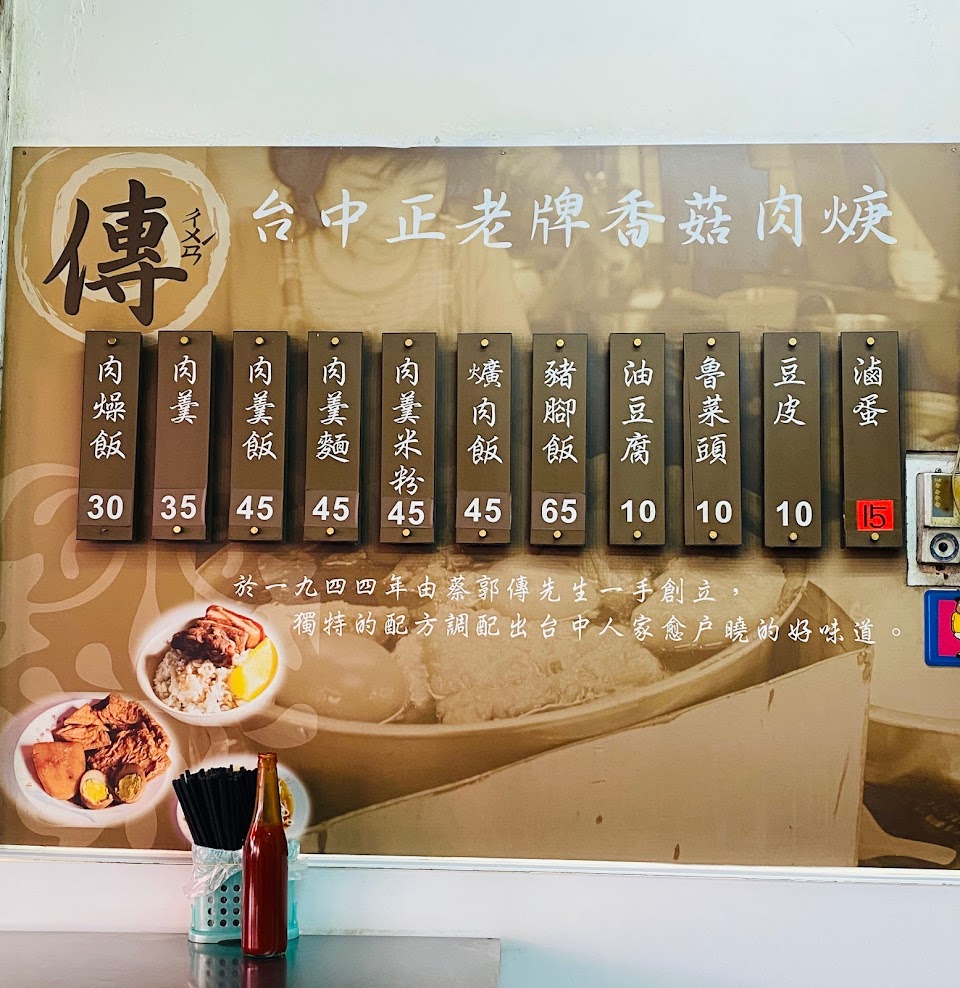 傳
ㄔㄨㄢˊ
台中正老牌香菇肉焿
肉燥飯 30
肉羹 35
肉羹飯 45
肉羹麵 45
肉羹米粉 45
爌肉飯 45
豬腳飯 65
油豆腐 10
魯菜頭 10
豆皮 10
滷蛋 15
於一九四四年由蔡郭傳先生一手創立，
獨特的配方調配出台中人家愈戶曉的好味道。